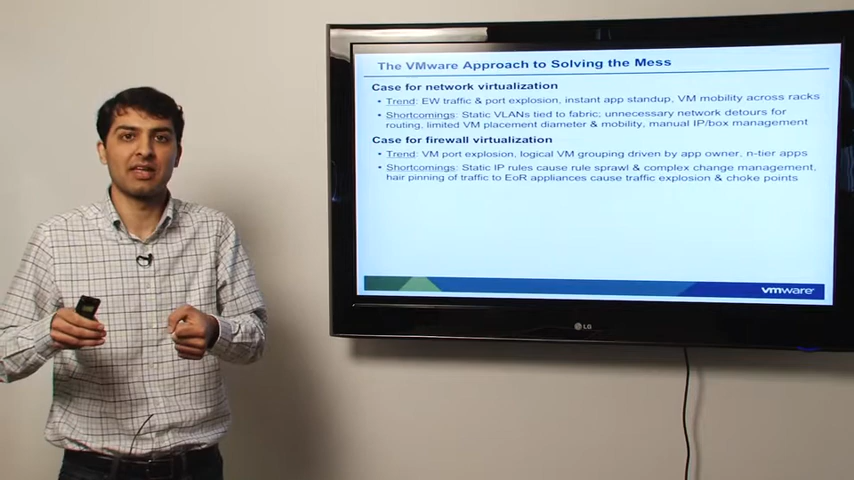 The VMware Approach to Solving the Mess
Case for network virtualization
• Trend: EW traffic & port explosion, instant app standup, VM mobility across racks
• Shortcomings: Static VLANs tied to fabric; unnecessary network detours for
routing, limited VM placement diameter & mobility, manual IP/box management
Case for firewall virtualization
• Trend: VM port explosion, logical VM grouping driven by app owner, n-tier apps
• Shortcomings: Static IP rules cause rule sprawl & complex change management,
hair pinning of traffic to EoR appliances cause traffic explosion & choke points
vmware
LG